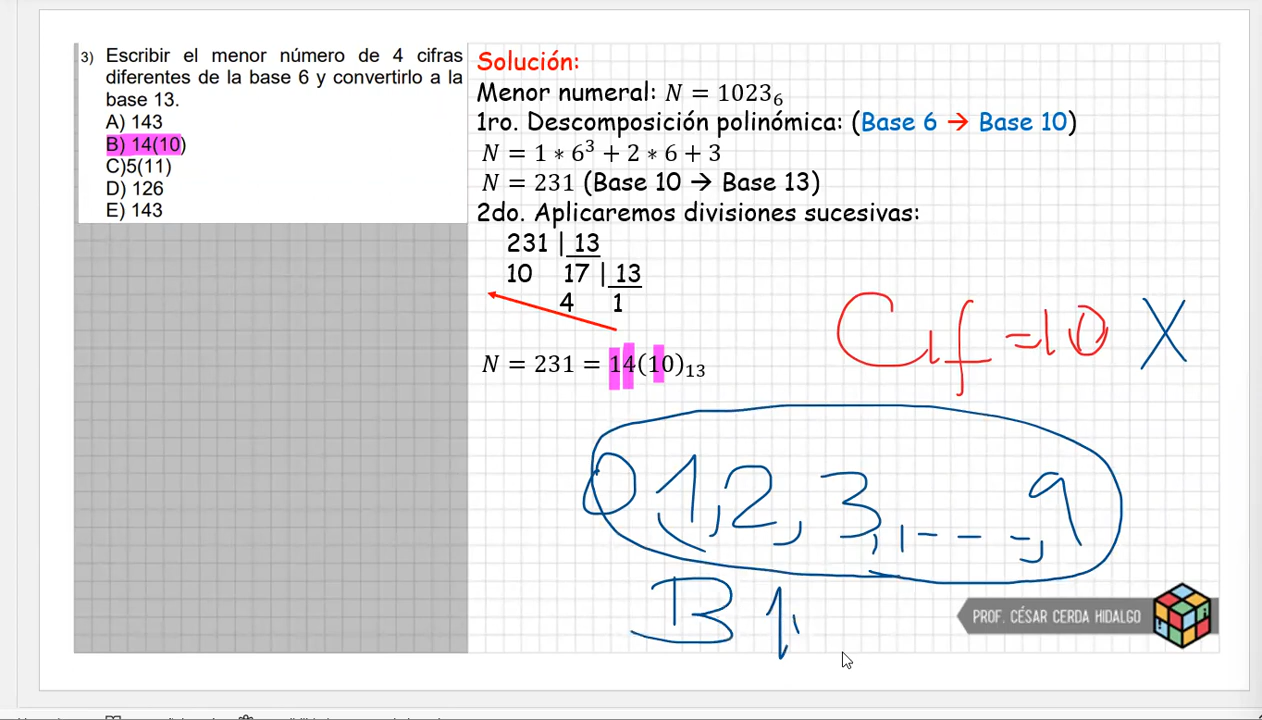 3) Escribir el menor número de 4 cifras
diferentes de la base 6 y convertirlo a la
base 13.
A) 143
B) 14(10)
C)5(11)
D) 126
E) 143
Solución:
Menor numeral: N = 1023₆
1ro. Descomposición polinómica: (Base 6 → Base 10)
N = 1 ∗ 6³ + 2 ∗ 6 + 3
N = 231 (Base 10 → Base 13)
2do. Aplicaremos divisiones sucesivas:
231 | 13
10 17 | 13
4 1
N = 231 = 14(10)₁₃
Cif = 10 X
0,1,2,3,,---,9
B
PROF. CÉSAR CERDA HIDALGO